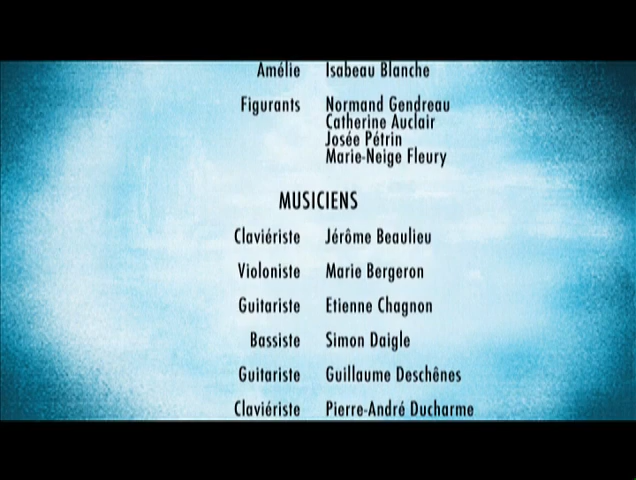 Amélie Isabeau Blanche
Figurants Normand Gendreau
Catherine Auclair
Josée Pétrin
Marie-Neige Fleury
MUSICIENS
Claviériste Jérôme Beaulieu
Violoniste Marie Bergeron
Guitariste Etienne Chagnon
Bassiste Simon Daigle
Guitariste Guillaume Deschênes
Claviériste Pierre-André Ducharme